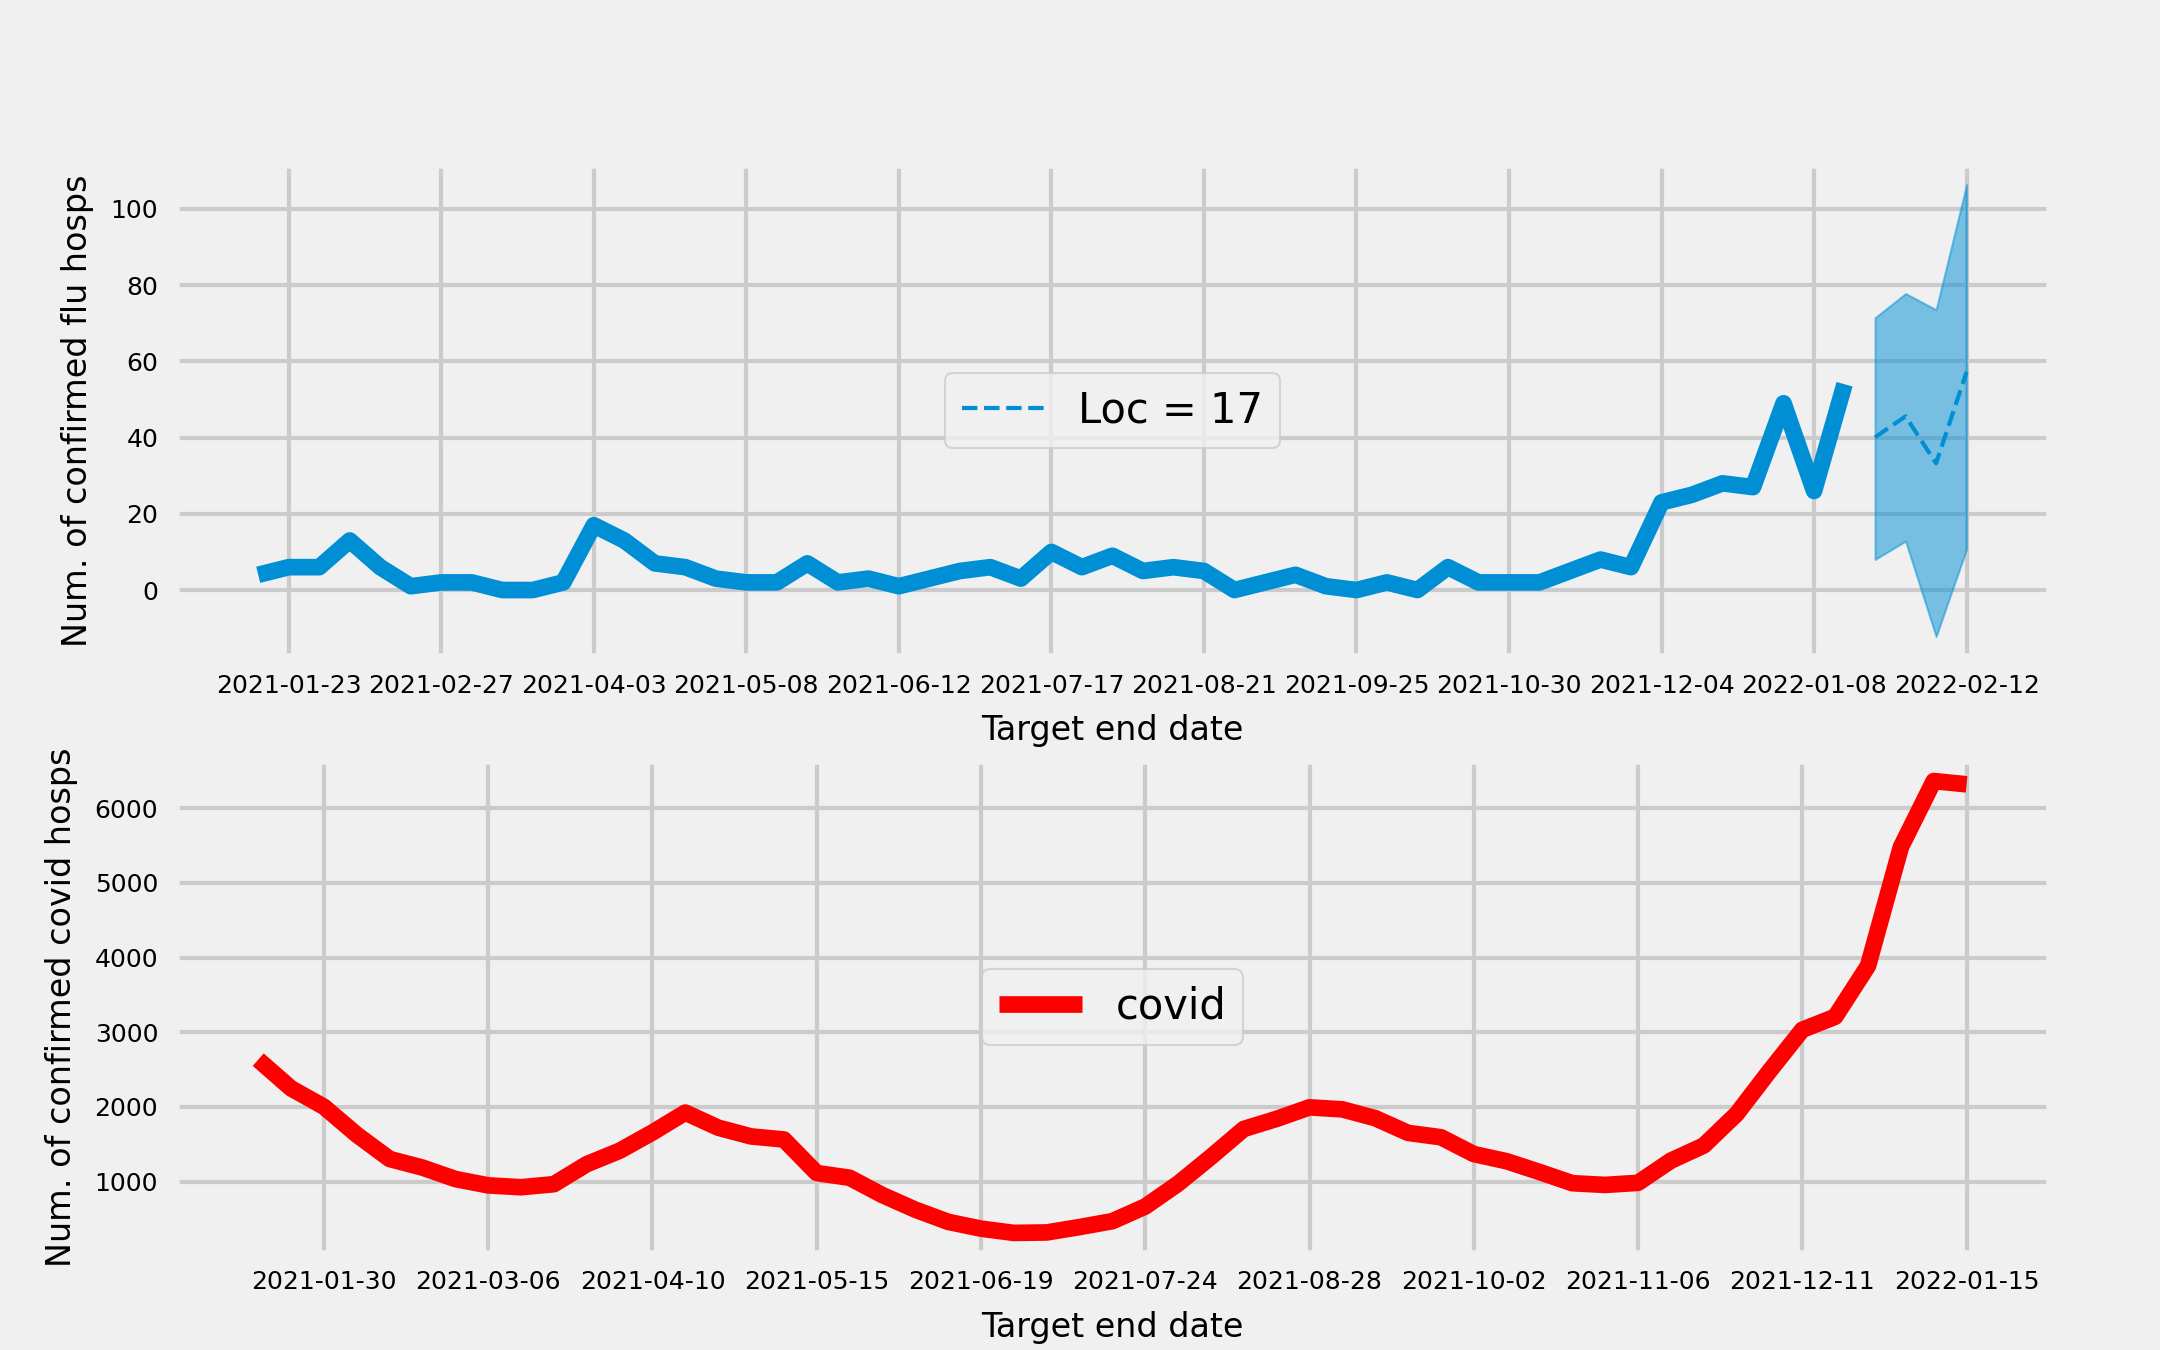 Num. of confirmed flu hosps
100
80
60
40
20
0
Loc = 17
2021-01-23 2021-02-27 2021-04-03 2021-05-08 2021-06-12 2021-07-17 2021-08-21 2021-09-25 2021-10-30 2021-12-04 2022-01-08 2022-02-12
Target end date
Num. of confirmed covid hosps
6000
5000
4000
3000
2000
1000
covid
2021-01-30 2021-03-06 2021-04-10 2021-05-15 2021-06-19 2021-07-24 2021-08-28 2021-10-02 2021-11-06 2021-12-11 2022-01-15
Target end date